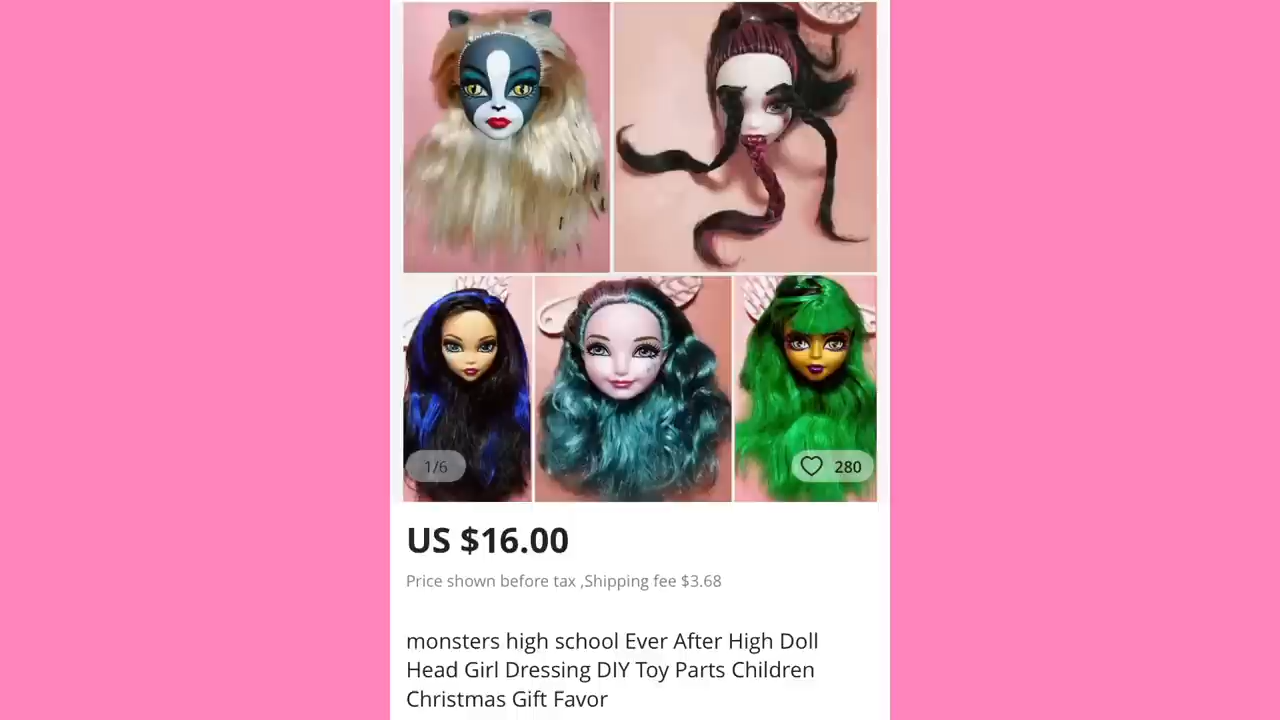 1/6
280
US $16.00
Price shown before tax ,Shipping fee $3.68
monsters high school Ever After High Doll
Head Girl Dressing DIY Toy Parts Children
Christmas Gift Favor